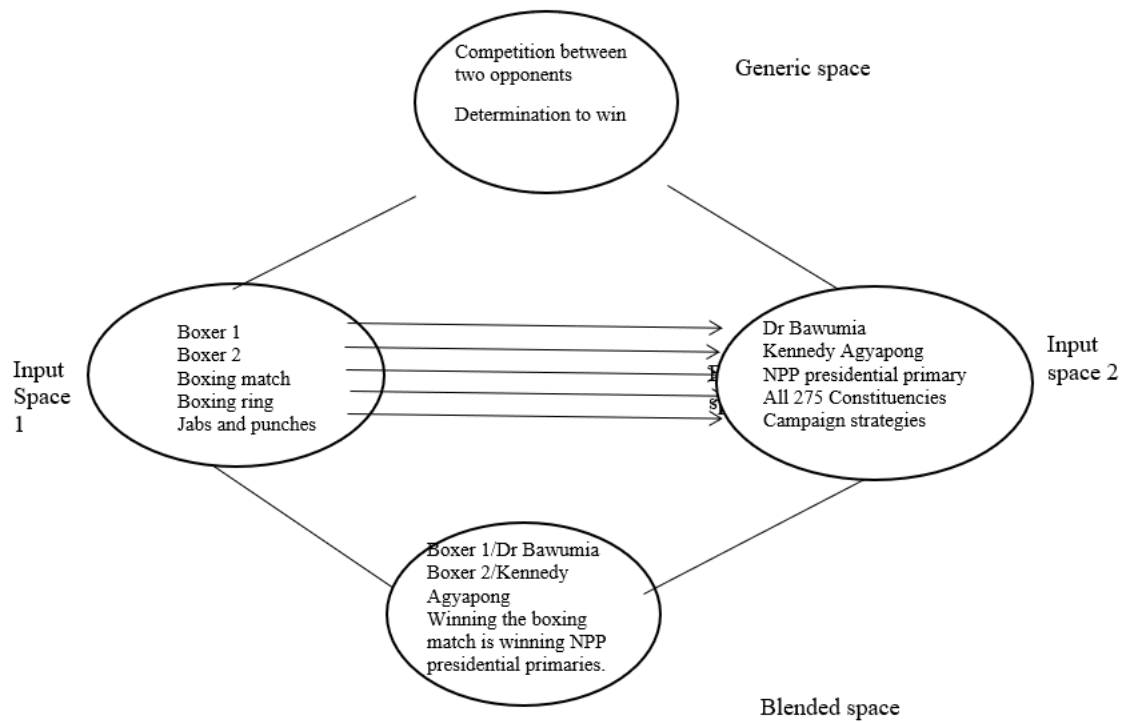 Competition between
two opponents
Determination to win
Generic space
Input
Space
1
Boxer 1
Boxer 2
Boxing match
Boxing ring
Jabs and punches
Dr Bawumia
Kennedy Agyapong
NPP presidential primary
All 275 Constituencies
Campaign strategies
Input
space 2
Boxer 1/Dr Bawumia
Boxer 2/Kennedy
Agyapong
Winning the boxing
match is winning NPP
presidential primaries.
Blended space